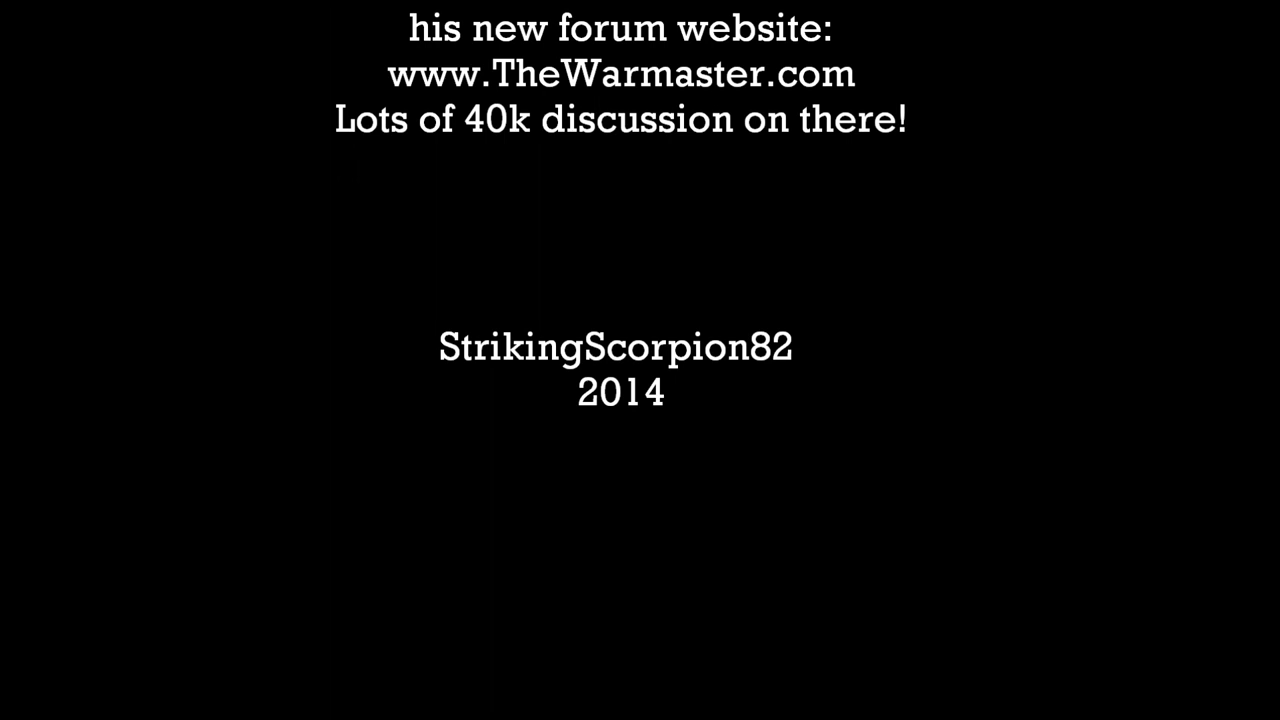 his new forum website:
www.TheWarmaster.com
Lots of 40k discussion on there!
StrikingScorpion82
2014